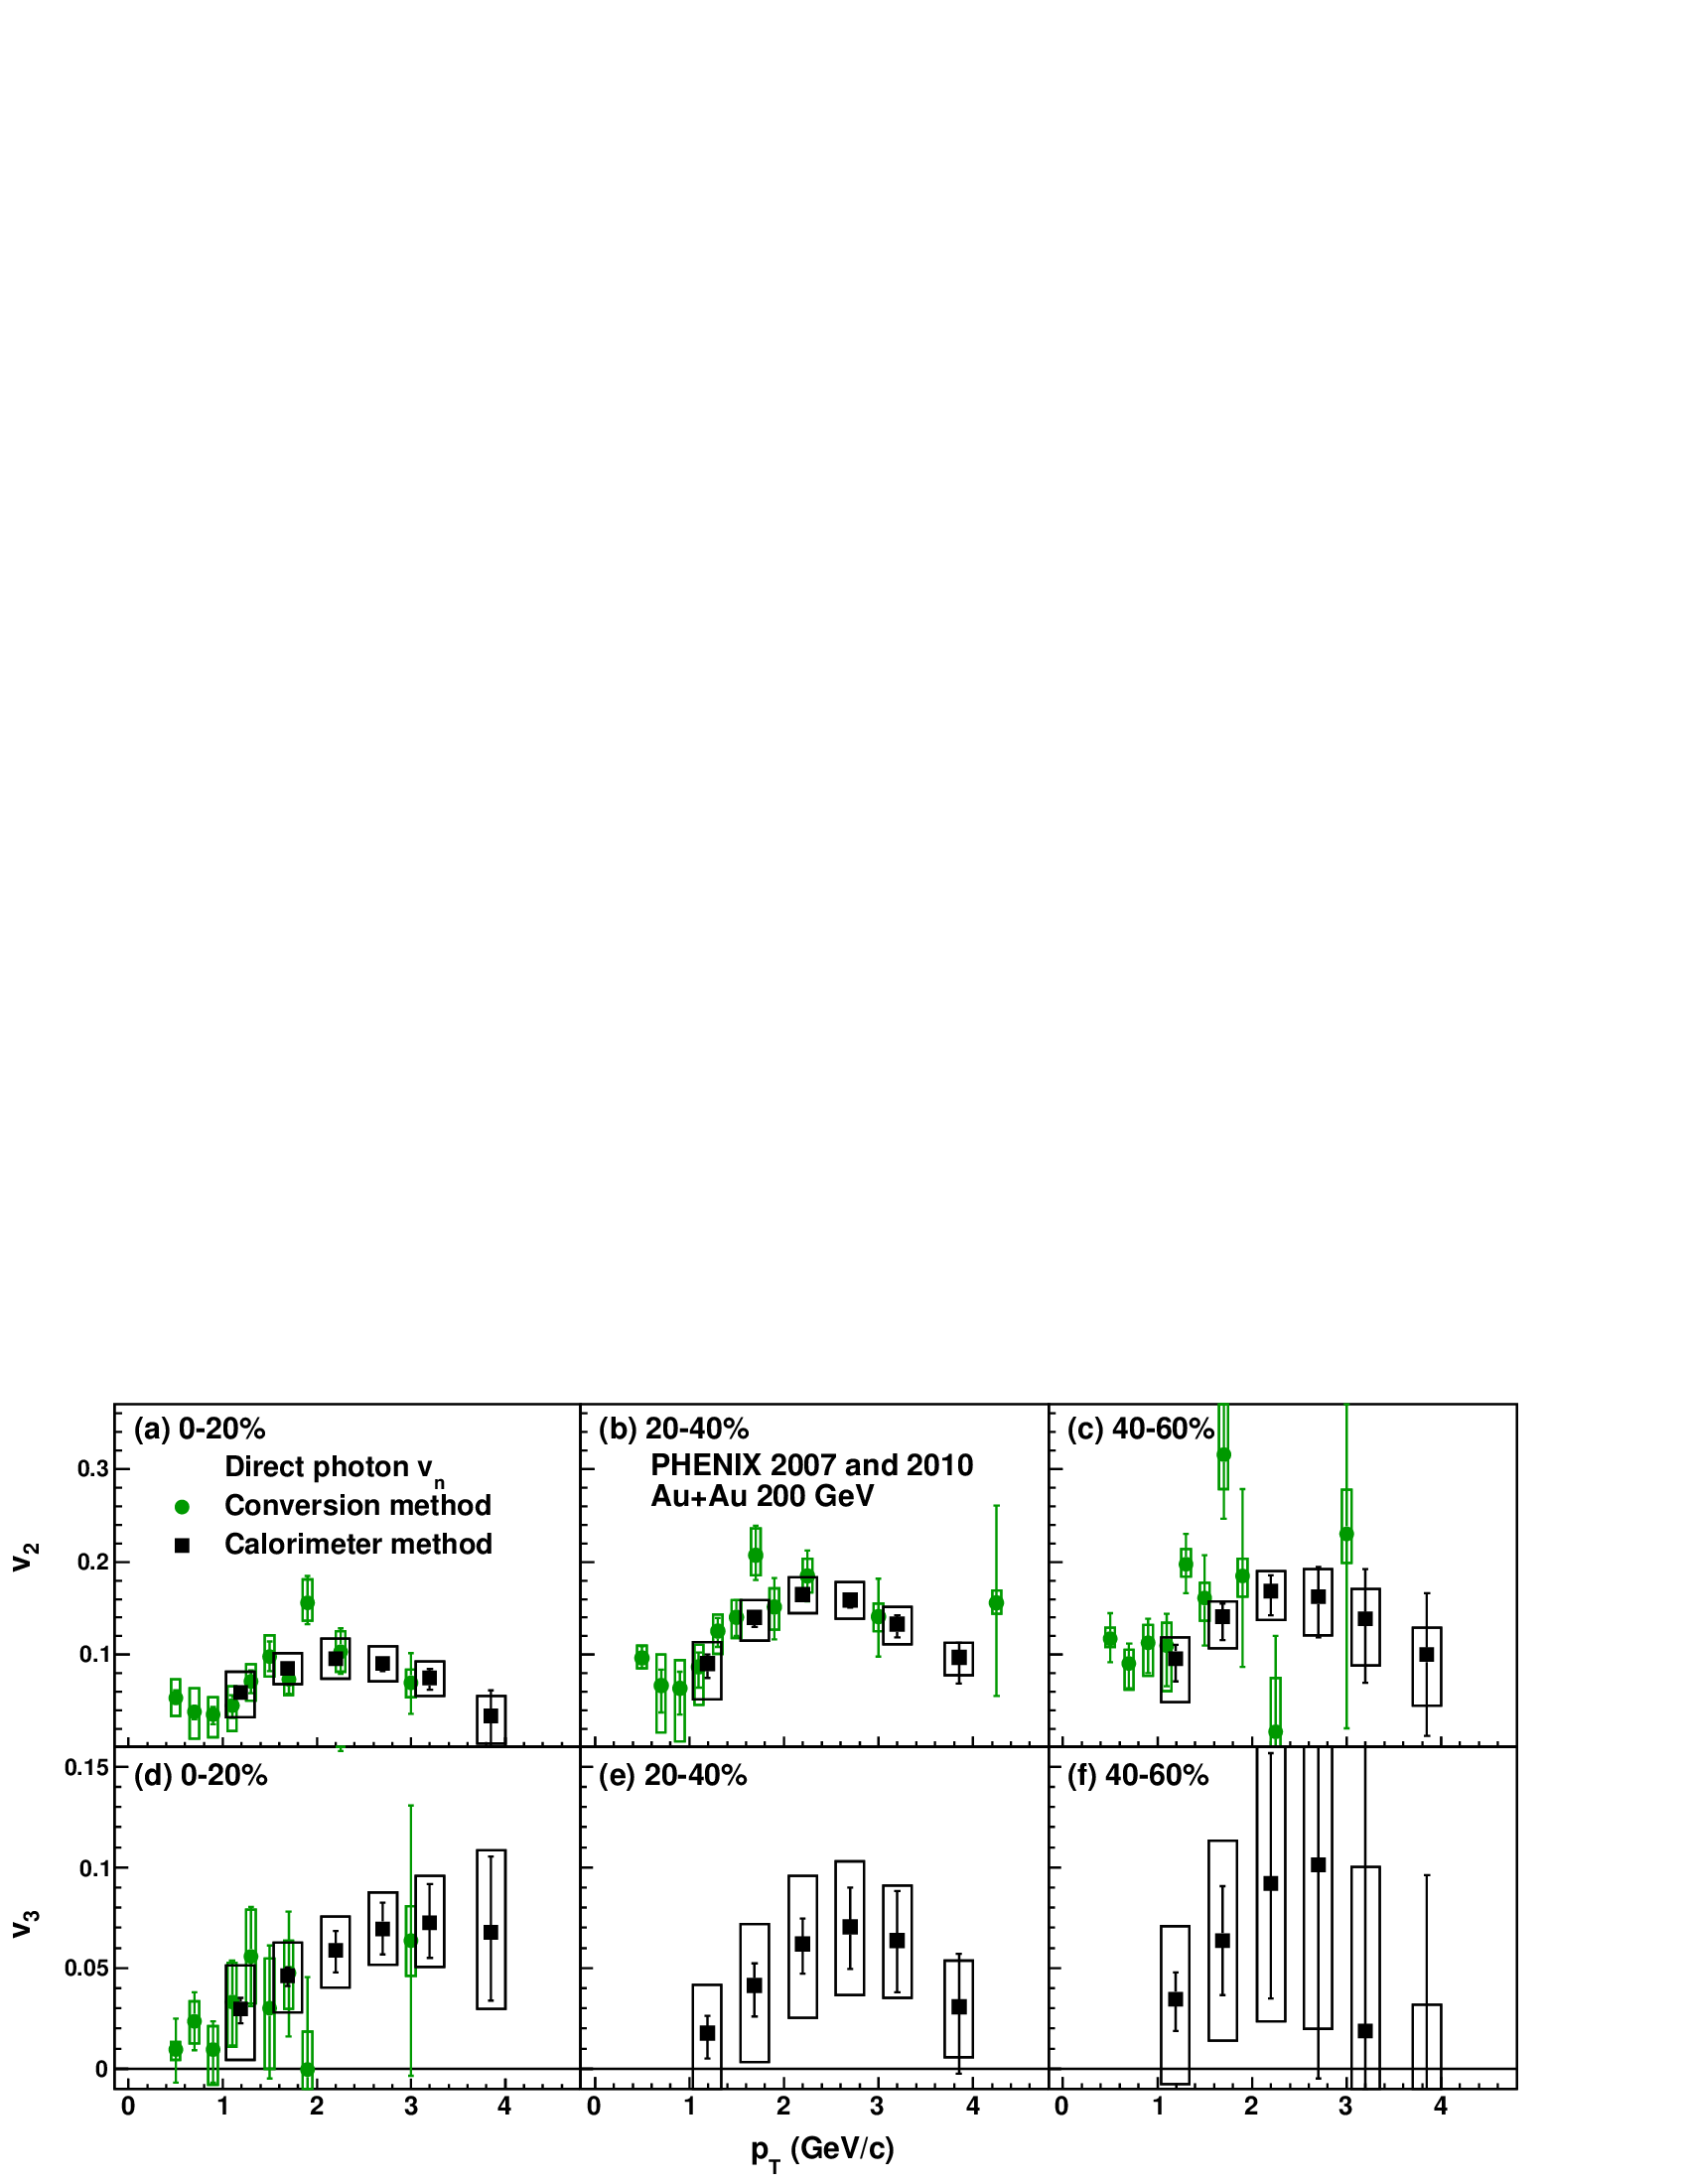 (a) 0-20%
Direct photon vn
Conversion method
Calorimeter method
(b) 20-40%
PHENIX 2007 and 2010
Au+Au 200 GeV
(c) 40-60%
0.3
0.2
0.1
v2
(d) 0-20%
(e) 20-40%
(f) 40-60%
0.15
0.1
0.05
0
v3
0 1 2 3 4
0 1 2 3 4
0 1 2 3 4
pT (GeV/c)